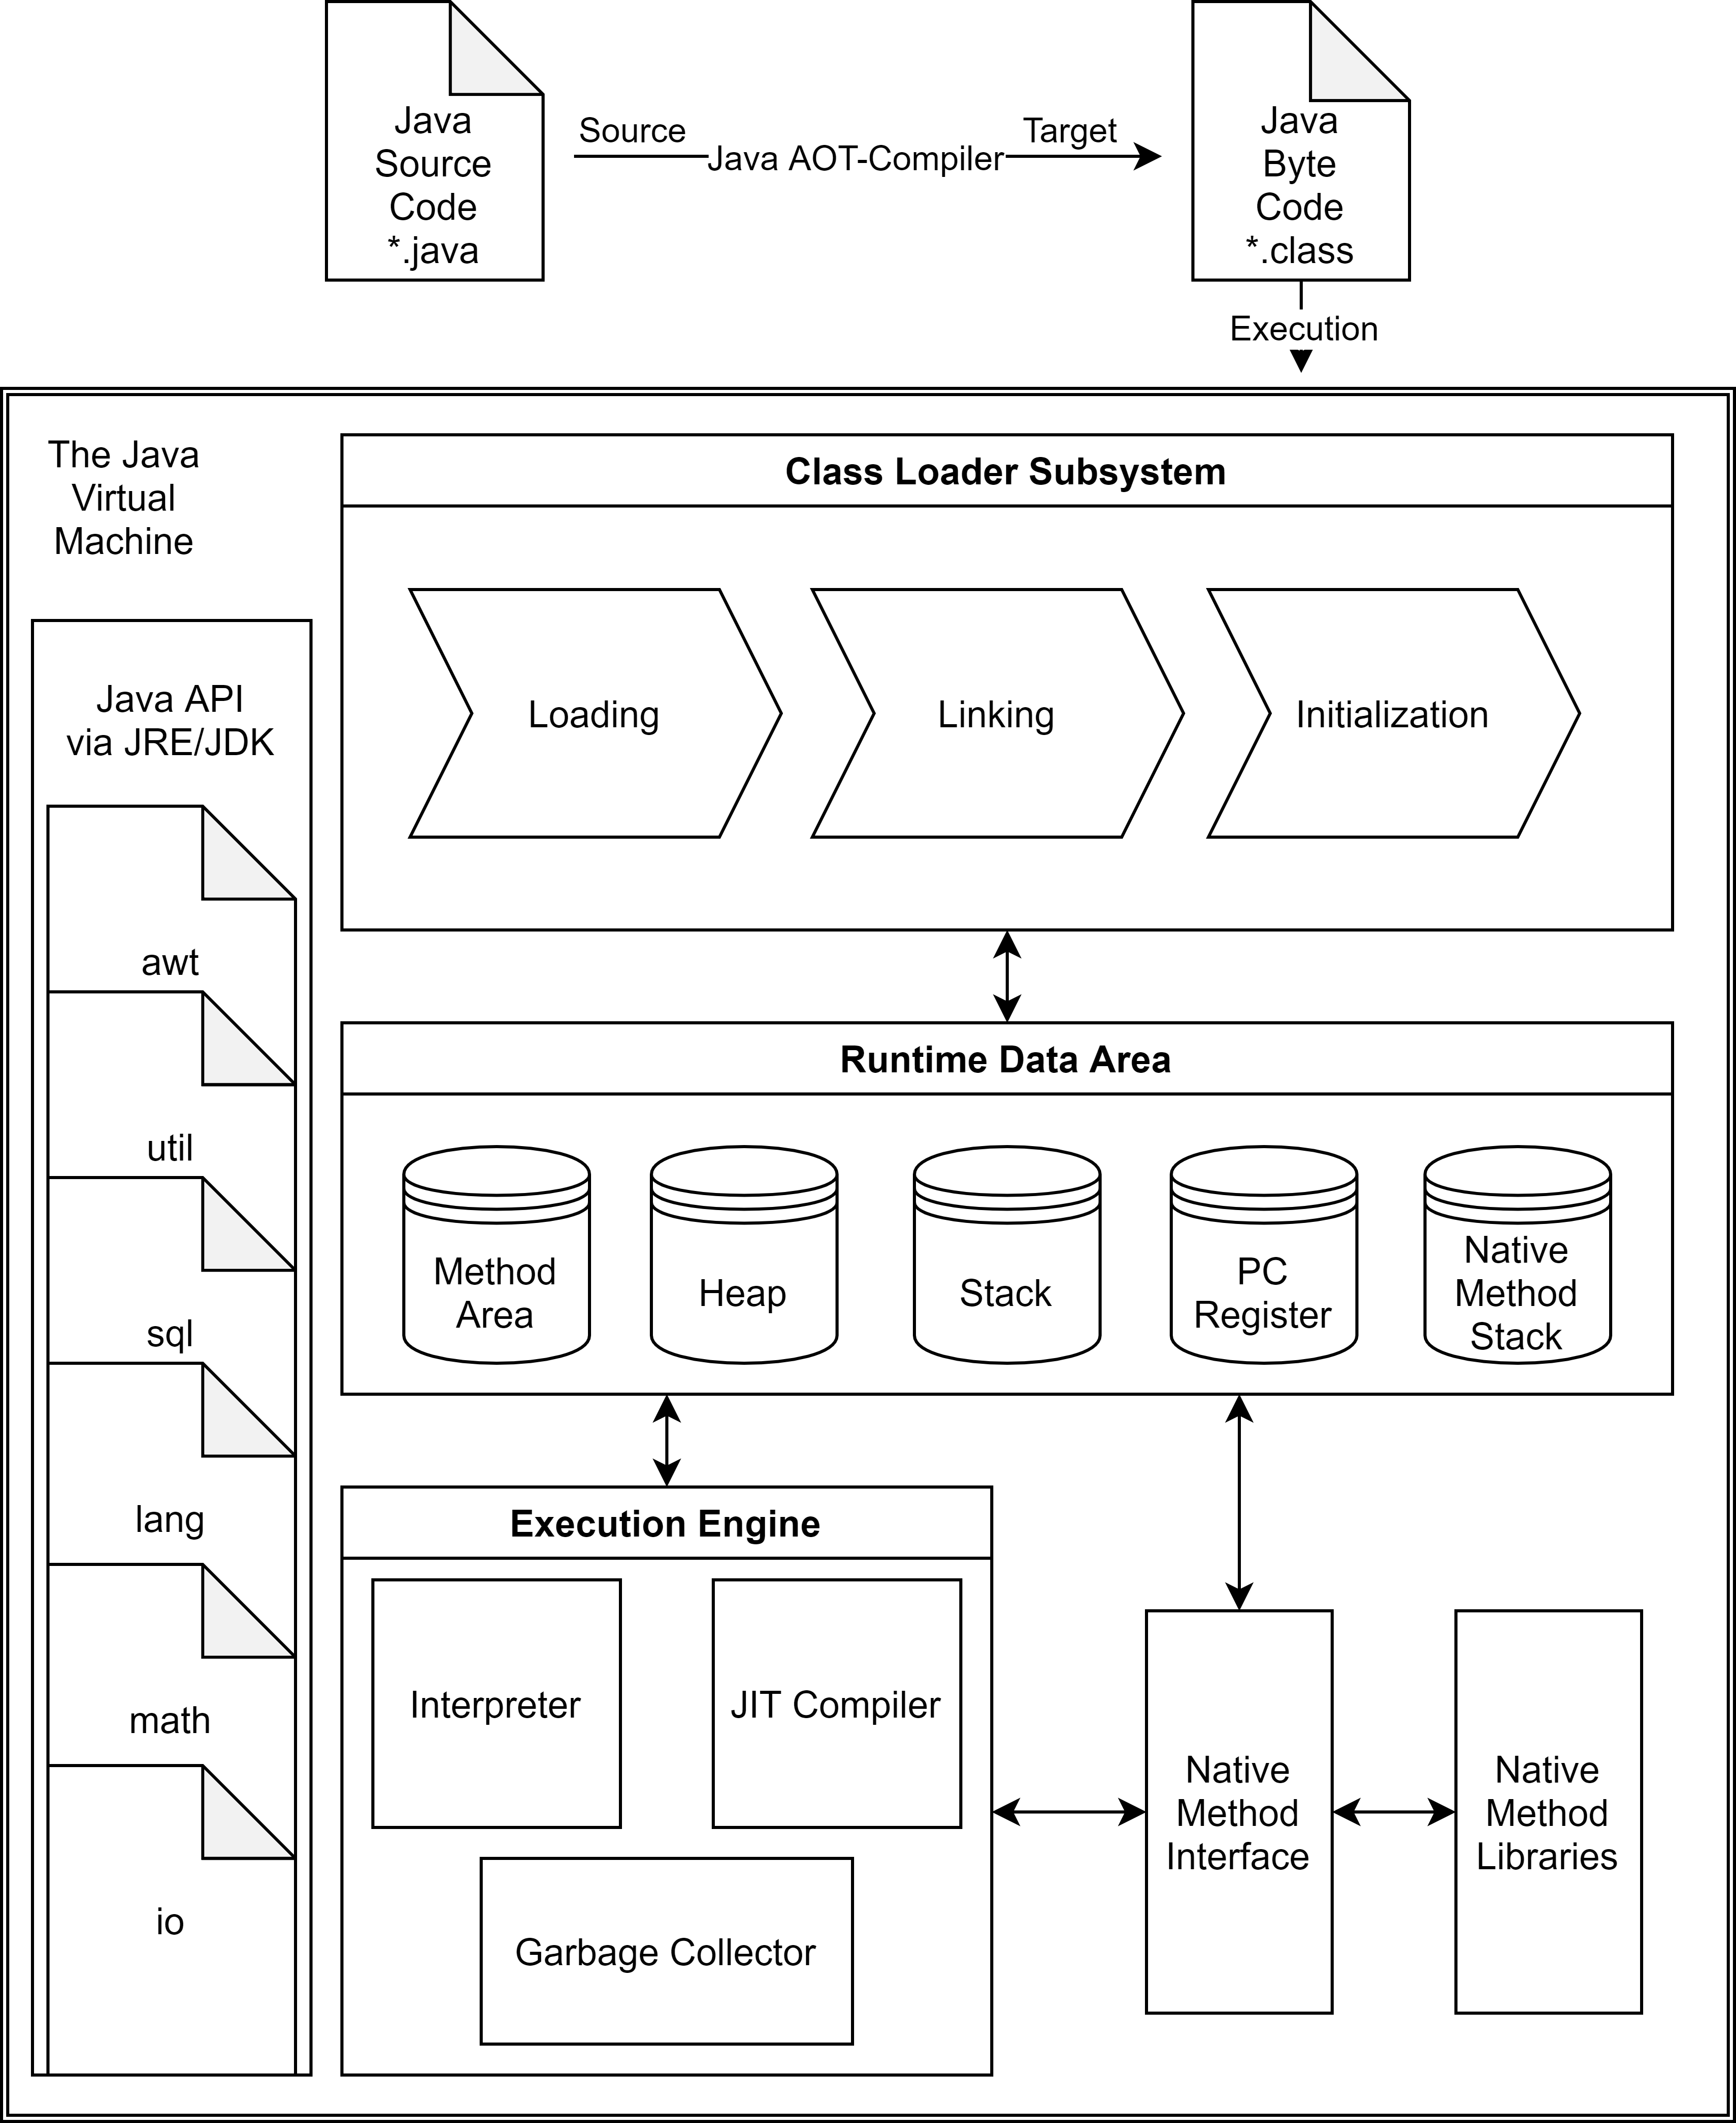 Java
Source
Code
*.java
Source
Java AOT-Compiler
Target
Java
Byte
Code
*.class
Execution
The Java
Virtual
Machine
Java API
via JRE/JDK
awt
util
sql
lang
math
io
Class Loader Subsystem
Loading
Linking
Initialization
Runtime Data Area
Method
Area
Heap
Stack
PC
Register
Native
Method
Stack
Execution Engine
Interpreter
JIT Compiler
Garbage Collector
Native
Method
Interface
Native
Method
Libraries